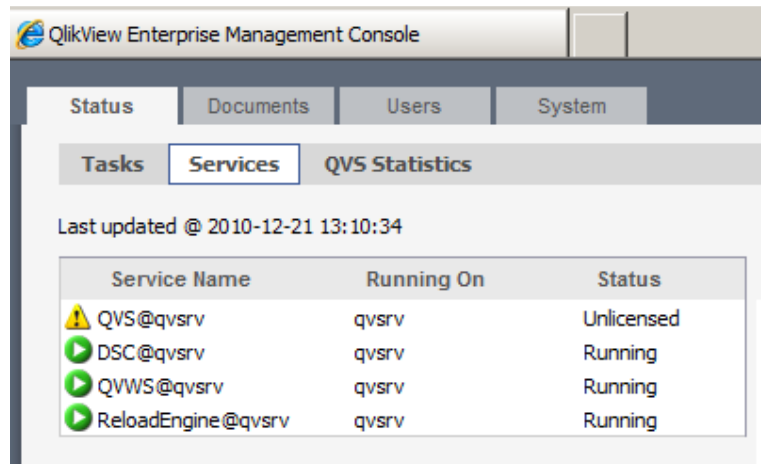 QlikView Enterprise Management Console
Status Documents Users System
Tasks Services QVS Statistics
Last updated @ 2010-12-21 13:10:34
Service Name Running On Status
QVS@qvsrv qvsrv Unlicensed
DSC@qvsrv qvsrv Running
QVWS@qvsrv qvsrv Running
ReloadEngine@qvsrv qvsrv Running